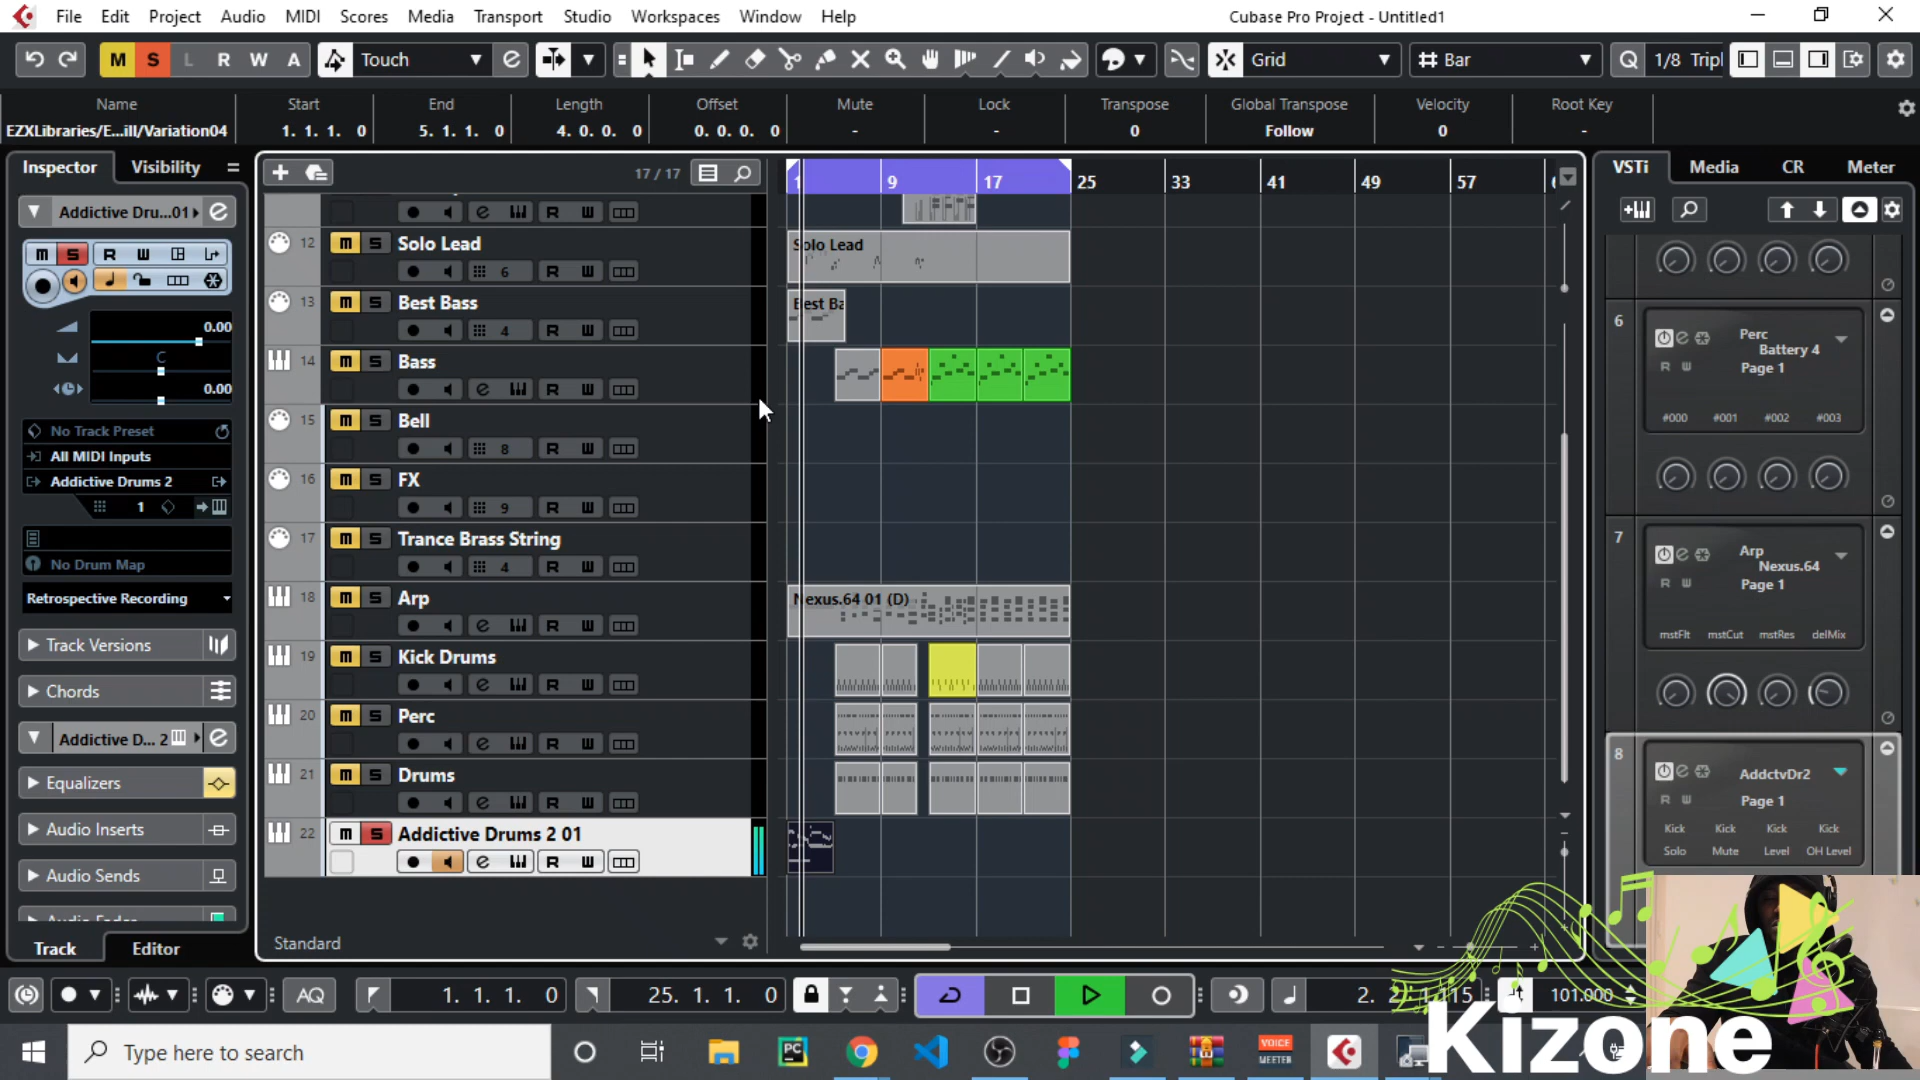 File Edit Project Audio MIDI Scores Media Transport Studio Workspaces Window Help
Cubase Pro Project - Untitled1
M S L R W A Touch Grid Bar Q 1/8 Tripl
Name Start End Length Offset Mute Lock Transpose Global Transpose Velocity Root Key
EZXLibraries/E...ill/Variation04 1. 1. 1. 0 5. 1. 1. 0 4. 0. 0. 0 0. 0. 0. 0 - - 0 Follow 0 -
Inspector Visibility
Addictive Dru...01
M S R W
0.00
C
0.00
No Track Preset
All MIDI Inputs
Addictive Drums 2
1
No Drum Map
Retrospective Recording
Track Versions
Chords
Addictive D... 2
Equalizers
Audio Inserts
Audio Sends
Track Editor
17 / 17
1 9 17 25 33 41 49 57
12 m S Solo Lead
6 R W
13 m S Best Bass
4 R W
14 m S Bass
R W
15 m S Bell
8 R W
16 m S FX
9 R W
17 m S Trance Brass String
4 R W
18 m S Arp
R W
19 m S Kick Drums
R W
20 m S Perc
R W
21 m S Drums
R W
22 m S Addictive Drums 2 01
R W
Standard
Solo Lead
Best Ba
Nexus.64 01 (D)
VSTi Media CR Meter
6 Perc
Battery 4
R W Page 1
#000 #001 #002 #003
7 Arp
Nexus.64
R W Page 1
mstFlt mstCut mstRes delMix
8 AddctvDr2
R W Page 1
Kick Kick Kick Kick
Solo Mute Level OH Level
AQ 1. 1. 1. 0 25. 1. 1. 0 101.000
Kizone
Type here to search
PC
VOICE
MEETER